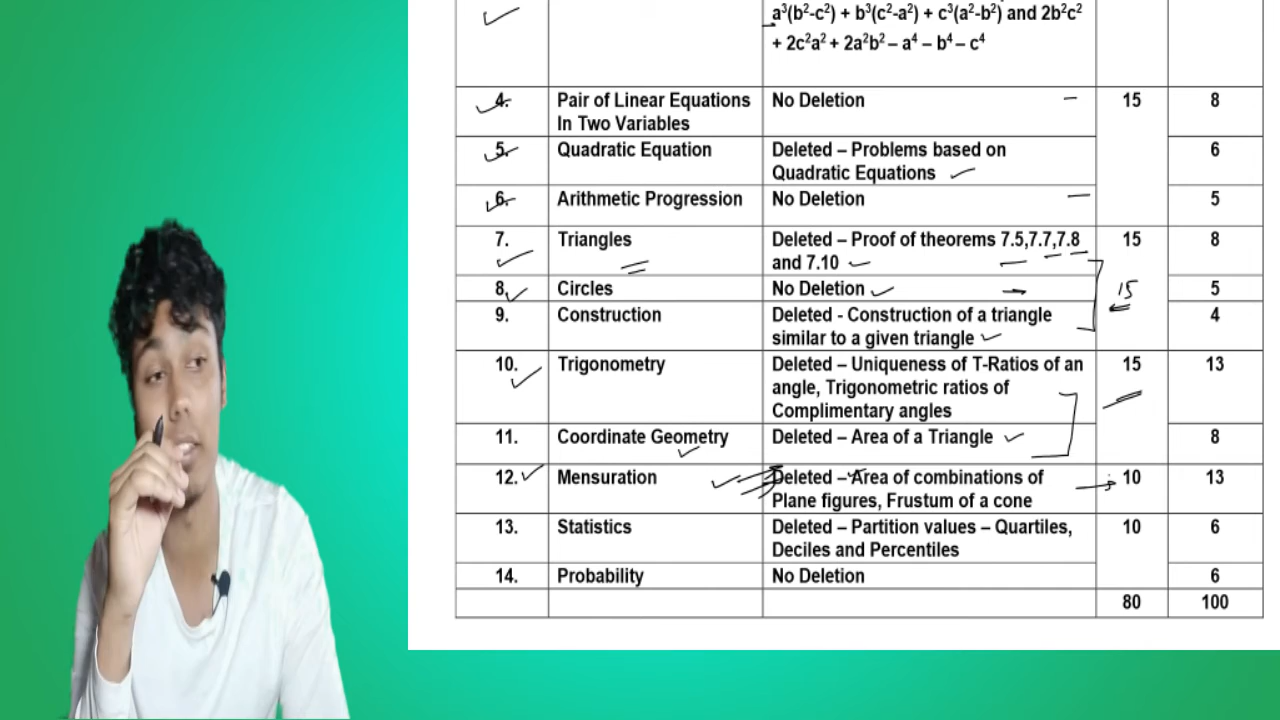 a³(b²-c²) + b³(c²-a²) + c³(a²-b²) and 2b²c²
+ 2c²a² + 2a²b² – a⁴ – b⁴ – c⁴
4. Pair of Linear Equations No Deletion 15 8
In Two Variables
5. Quadratic Equation Deleted – Problems based on 6
Quadratic Equations
6. Arithmetic Progression No Deletion 5
7. Triangles Deleted – Proof of theorems 7.5,7.7,7.8 15 8
and 7.10
8. Circles No Deletion 15 5
9. Construction Deleted - Construction of a triangle 4
similar to a given triangle
10. Trigonometry Deleted – Uniqueness of T-Ratios of an 15 13
angle, Trigonometric ratios of
Complimentary angles
11. Coordinate Geometry Deleted – Area of a Triangle 8
12. Mensuration Deleted – Area of combinations of 10 13
Plane figures, Frustum of a cone
13. Statistics Deleted – Partition values – Quartiles, 10 6
Deciles and Percentiles
14. Probability No Deletion 6
80 100